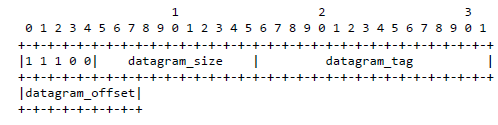 1                   2                   3
 0 1 2 3 4 5 6 7 8 9 0 1 2 3 4 5 6 7 8 9 0 1 2 3 4 5 6 7 8 9 0 1
+-+-+-+-+-+-+-+-+-+-+-+-+-+-+-+-+-+-+-+-+-+-+-+-+-+-+-+-+-+-+-+-+
|1 1 1 0 0|    datagram_size    |         datagram_tag          |
+-+-+-+-+-+-+-+-+-+-+-+-+-+-+-+-+-+-+-+-+-+-+-+-+-+-+-+-+-+-+-+-+
|datagram_offset|
+-+-+-+-+-+-+-+-+